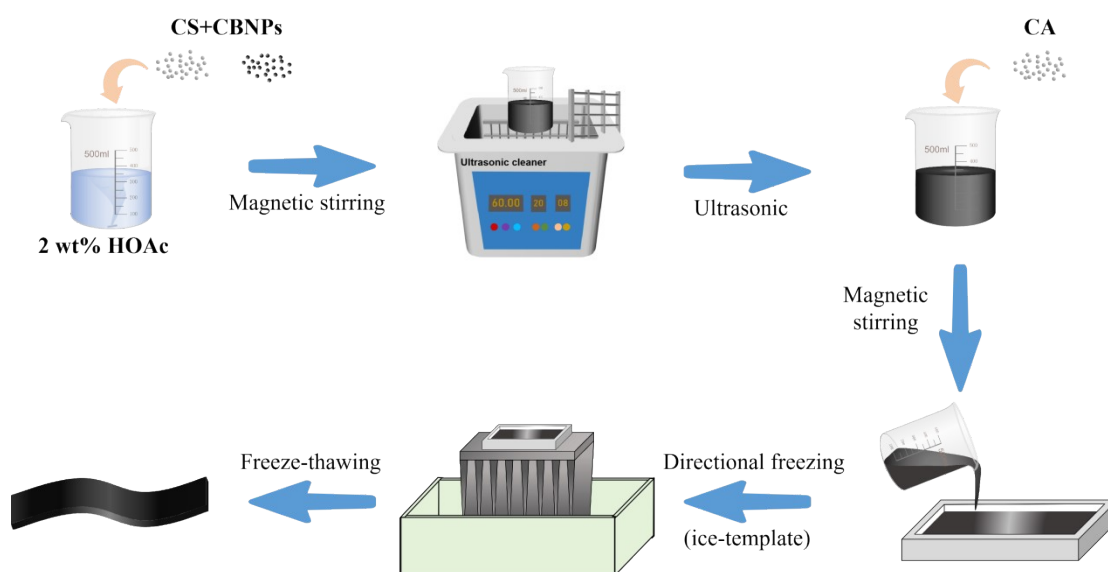 CS+CBNPs
CA
500ml
2 wt% HOAc
Magnetic stirring
500ml
Ultrasonic cleaner
60.00 20 08
Ultrasonic
500ml
Magnetic
stirring
Directional freezing
(ice-template)
Freeze-thawing